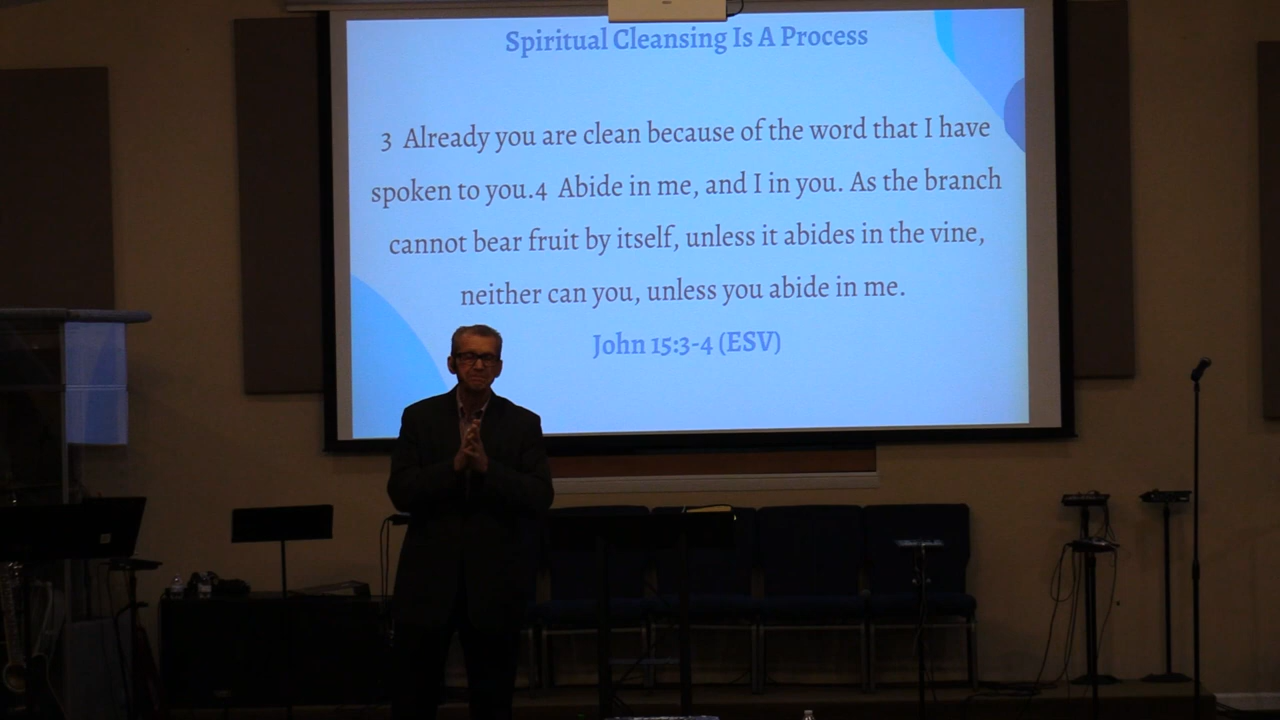 Spiritual Cleansing Is A Process
3 Already you are clean because of the word that I have
spoken to you.4 Abide in me, and I in you. As the branch
cannot bear fruit by itself, unless it abides in the vine,
neither can you, unless you abide in me.
John 15:3-4 (ESV)